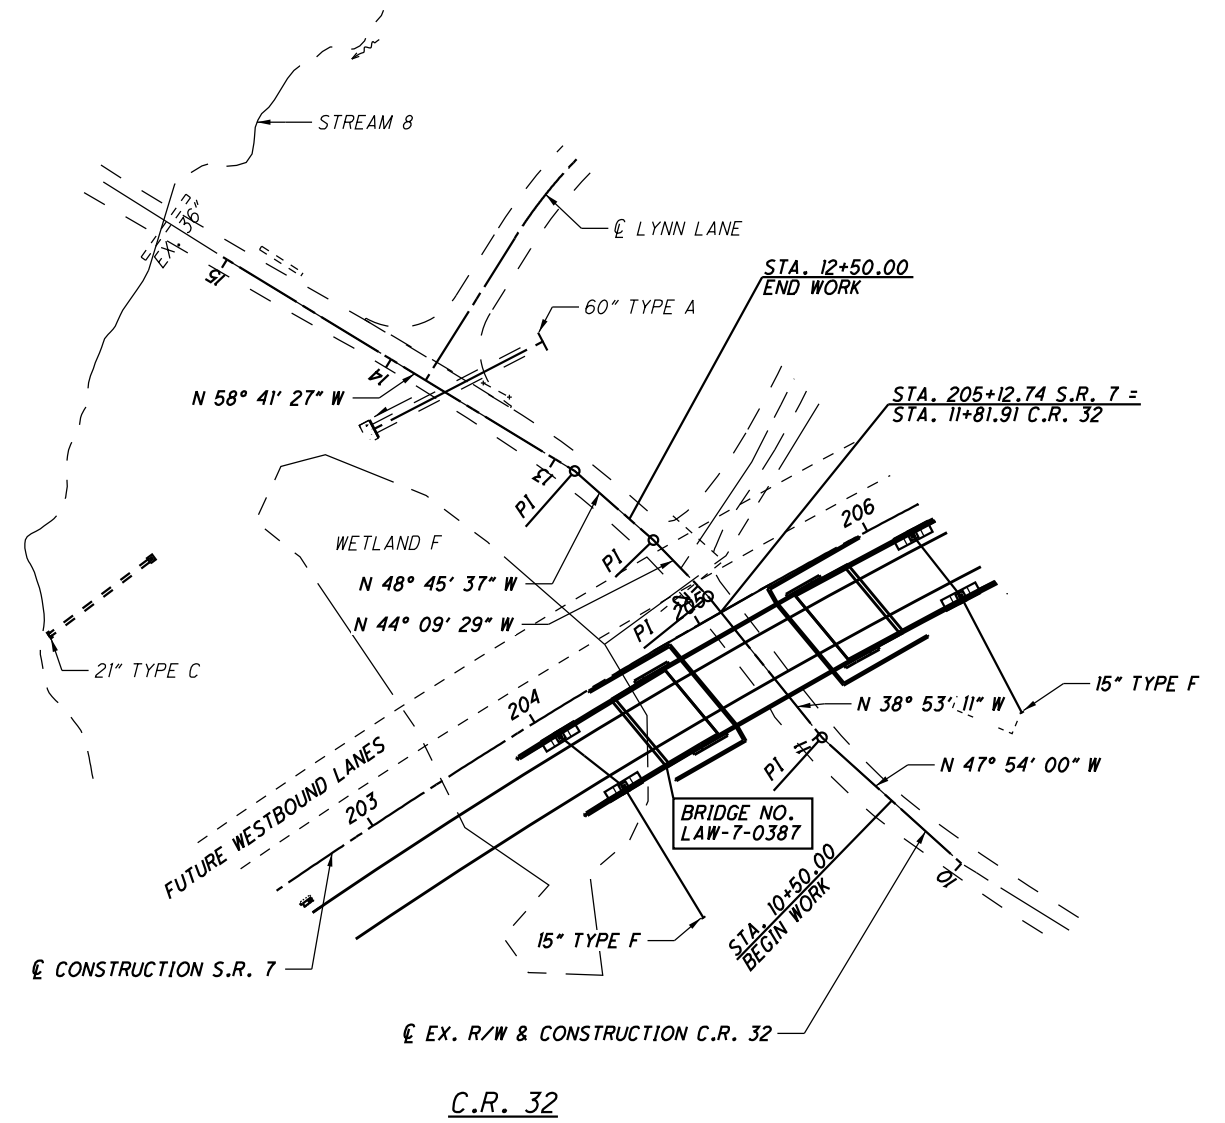 STREAM 8
EX. 36"
15
℄ LYNN LANE
STA. 12+50.00
END WORK
60" TYPE A
14
N 58° 41' 27" W
STA. 205+12.74 S.R. 7 =
STA. 11+81.91 C.R. 32
13
PI
206
WETLAND F
PI
N 48° 45' 37" W
205
N 44° 09' 29" W
PI
21" TYPE C
15" TYPE F
204
N 38° 53' 11" W
PI
N 47° 54' 00" W
FUTURE WESTBOUND LANES
203
BRIDGE NO.
LAW-7-0387
10
STA. 10+50.00
BEGIN WORK
15" TYPE F
℄ CONSTRUCTION S.R. 7
℄ EX. R/W & CONSTRUCTION C.R. 32
C.R. 32